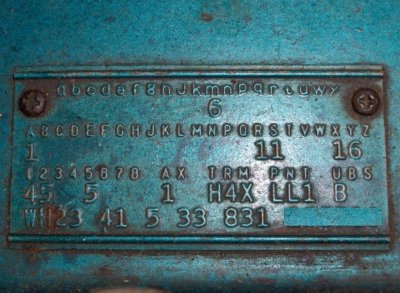 abcdefghjkmnpqrtuwy
6
ABCDEFGHJKLMNPQRSTVWXYZ
1 11 16
12345678 AX TRM PNT UBS
45 5 1 H4X LL1 B
WH23 41 5 33 831